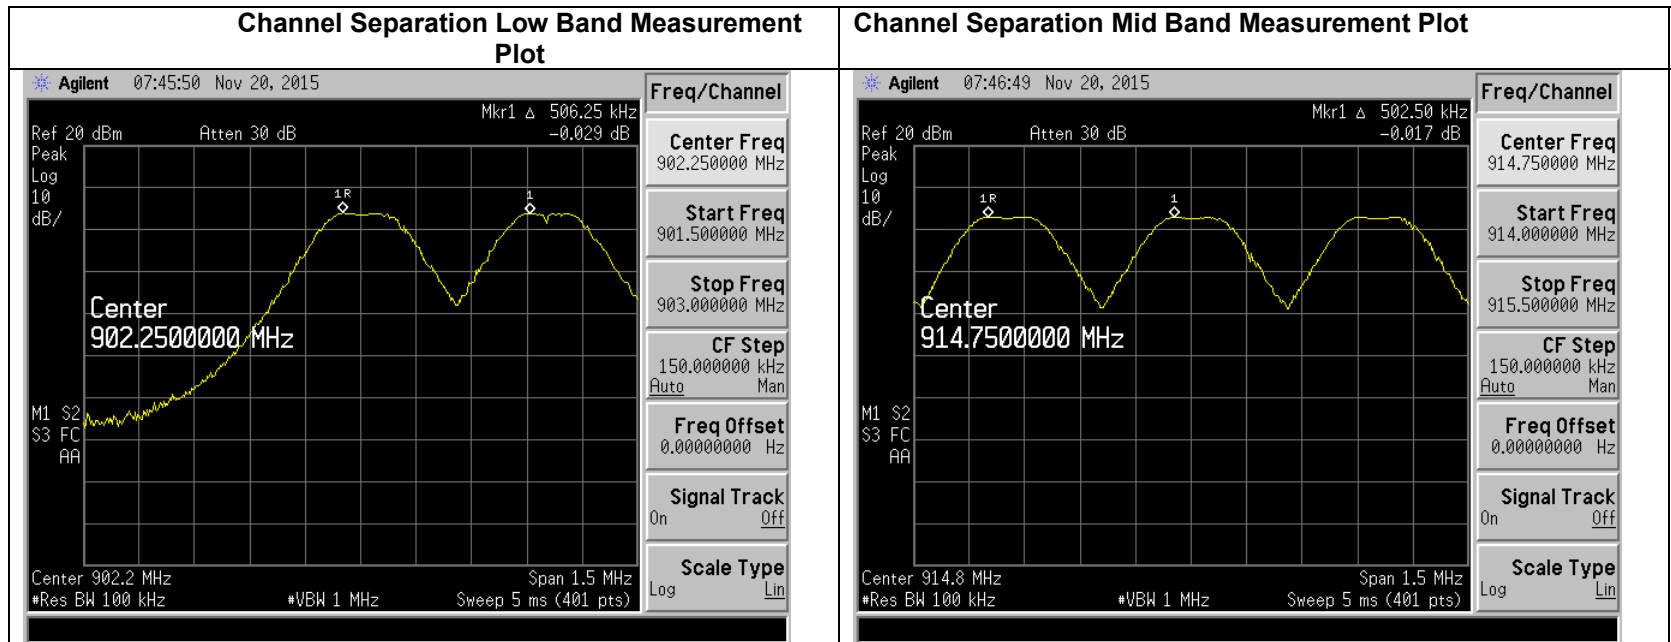 Channel Separation Low Band Measurement
Plot
Agilent 07:45:50 Nov 20, 2015
Mkr1 Δ 506.25 kHz
Ref 20 dBm Atten 30 dB -0.029 dB
Peak
Log
10
dB/
1R
1
Center
902.2500000 MHz
M1 S2
S3 FC
AA
Center 902.2 MHz Span 1.5 MHz
#Res BW 100 kHz #VBW 1 MHz Sweep 5 ms (401 pts)
Freq/Channel
Center Freq
902.250000 MHz
Start Freq
901.500000 MHz
Stop Freq
903.000000 MHz
CF Step
150.000000 kHz
Auto Man
Freq Offset
0.00000000 Hz
Signal Track
On Off
Scale Type
Log Lin
Channel Separation Mid Band Measurement Plot
Agilent 07:46:49 Nov 20, 2015
Mkr1 Δ 502.50 kHz
Ref 20 dBm Atten 30 dB -0.017 dB
Peak
Log
10
dB/
1R
1
Center
914.7500000 MHz
M1 S2
S3 FC
AA
Center 914.8 MHz Span 1.5 MHz
#Res BW 100 kHz #VBW 1 MHz Sweep 5 ms (401 pts)
Freq/Channel
Center Freq
914.750000 MHz
Start Freq
914.000000 MHz
Stop Freq
915.500000 MHz
CF Step
150.000000 kHz
Auto Man
Freq Offset
0.00000000 Hz
Signal Track
On Off
Scale Type
Log Lin